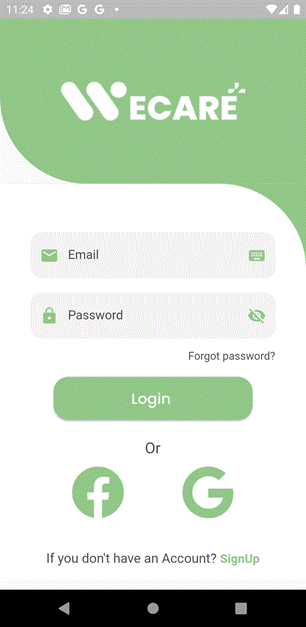 11:24
WECARE
Email
Password
Forgot password?
Login
Or
If you don't have an Account? SignUp